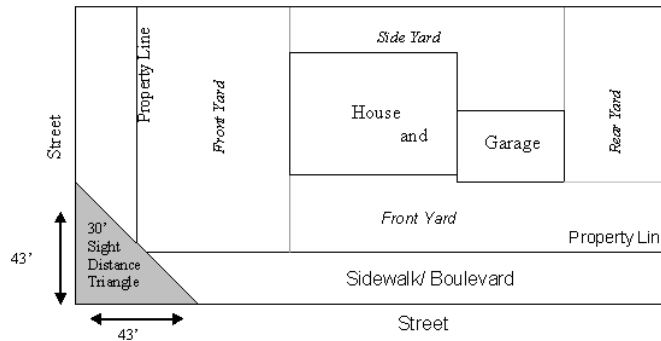 Side Yard
Property Line
Front Yard
House
and
Garage
Rear Yard
Street
30’
Sight
Distance
Triangle
43’
Front Yard
Property Lin
Sidewalk/ Boulevard
43’
Street